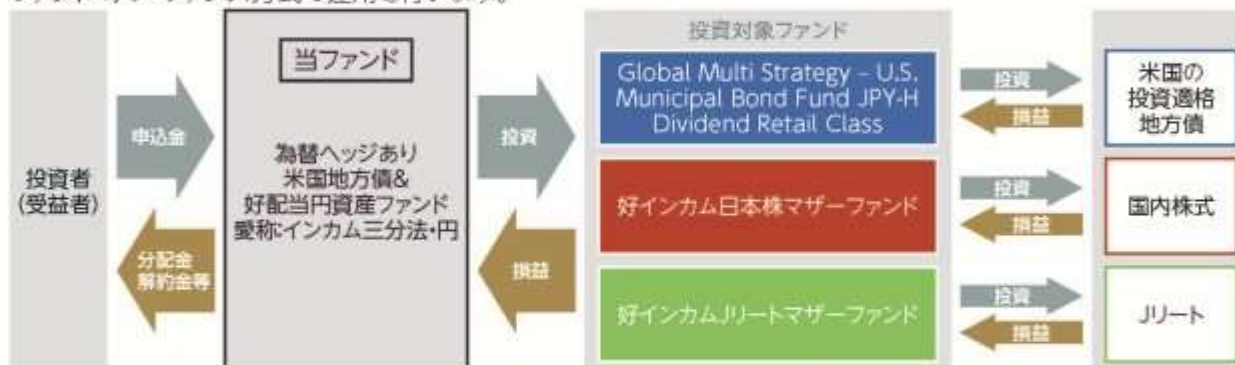 投資者
(受益者)
申込金
分配金
解約金等
当ファンド
為替ヘッジあり
米国地方債&
好配当円資産ファンド
愛称:インカム三分法・円
投資
損益
投資対象ファンド
Global Multi Strategy – U.S.
Municipal Bond Fund JPY-H
Dividend Retail Class
好インカム日本株マザーファンド
好インカムJリートマザーファンド
投資
損益
投資
損益
投資
損益
米国の
投資適格
地方債
国内株式
Jリート